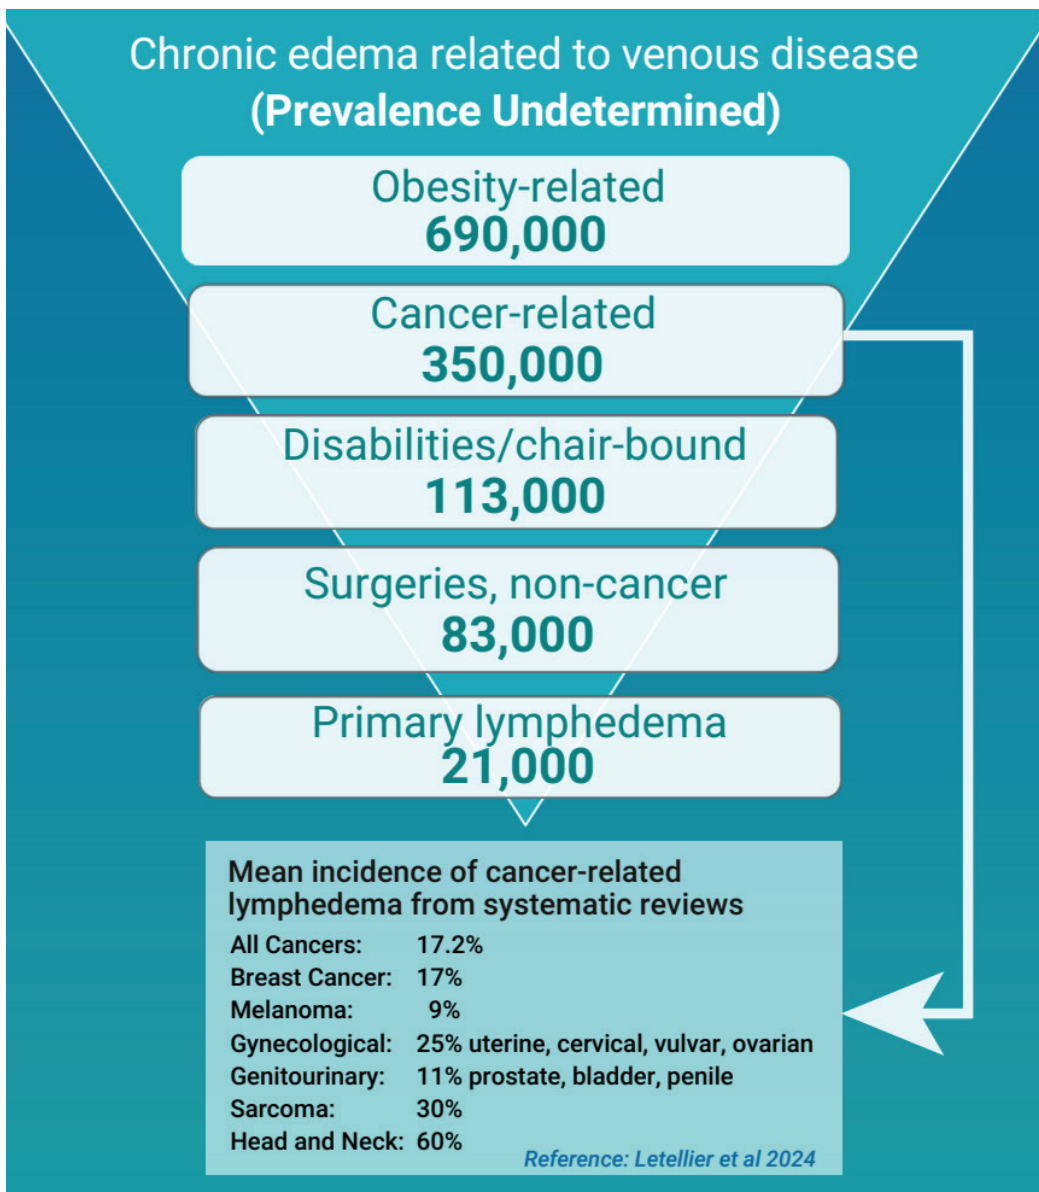 Chronic edema related to venous disease
(Prevalence Undetermined)
Obesity-related
690,000
Cancer-related
350,000
Disabilities/chair-bound
113,000
Surgeries, non-cancer
83,000
Primary lymphedema
21,000
Mean incidence of cancer-related
lymphedema from systematic reviews
All Cancers: 17.2%
Breast Cancer: 17%
Melanoma: 9%
Gynecological: 25% uterine, cervical, vulvar, ovarian
Genitourinary: 11% prostate, bladder, penile
Sarcoma: 30%
Head and Neck: 60%
Reference: Letellier et al 2024